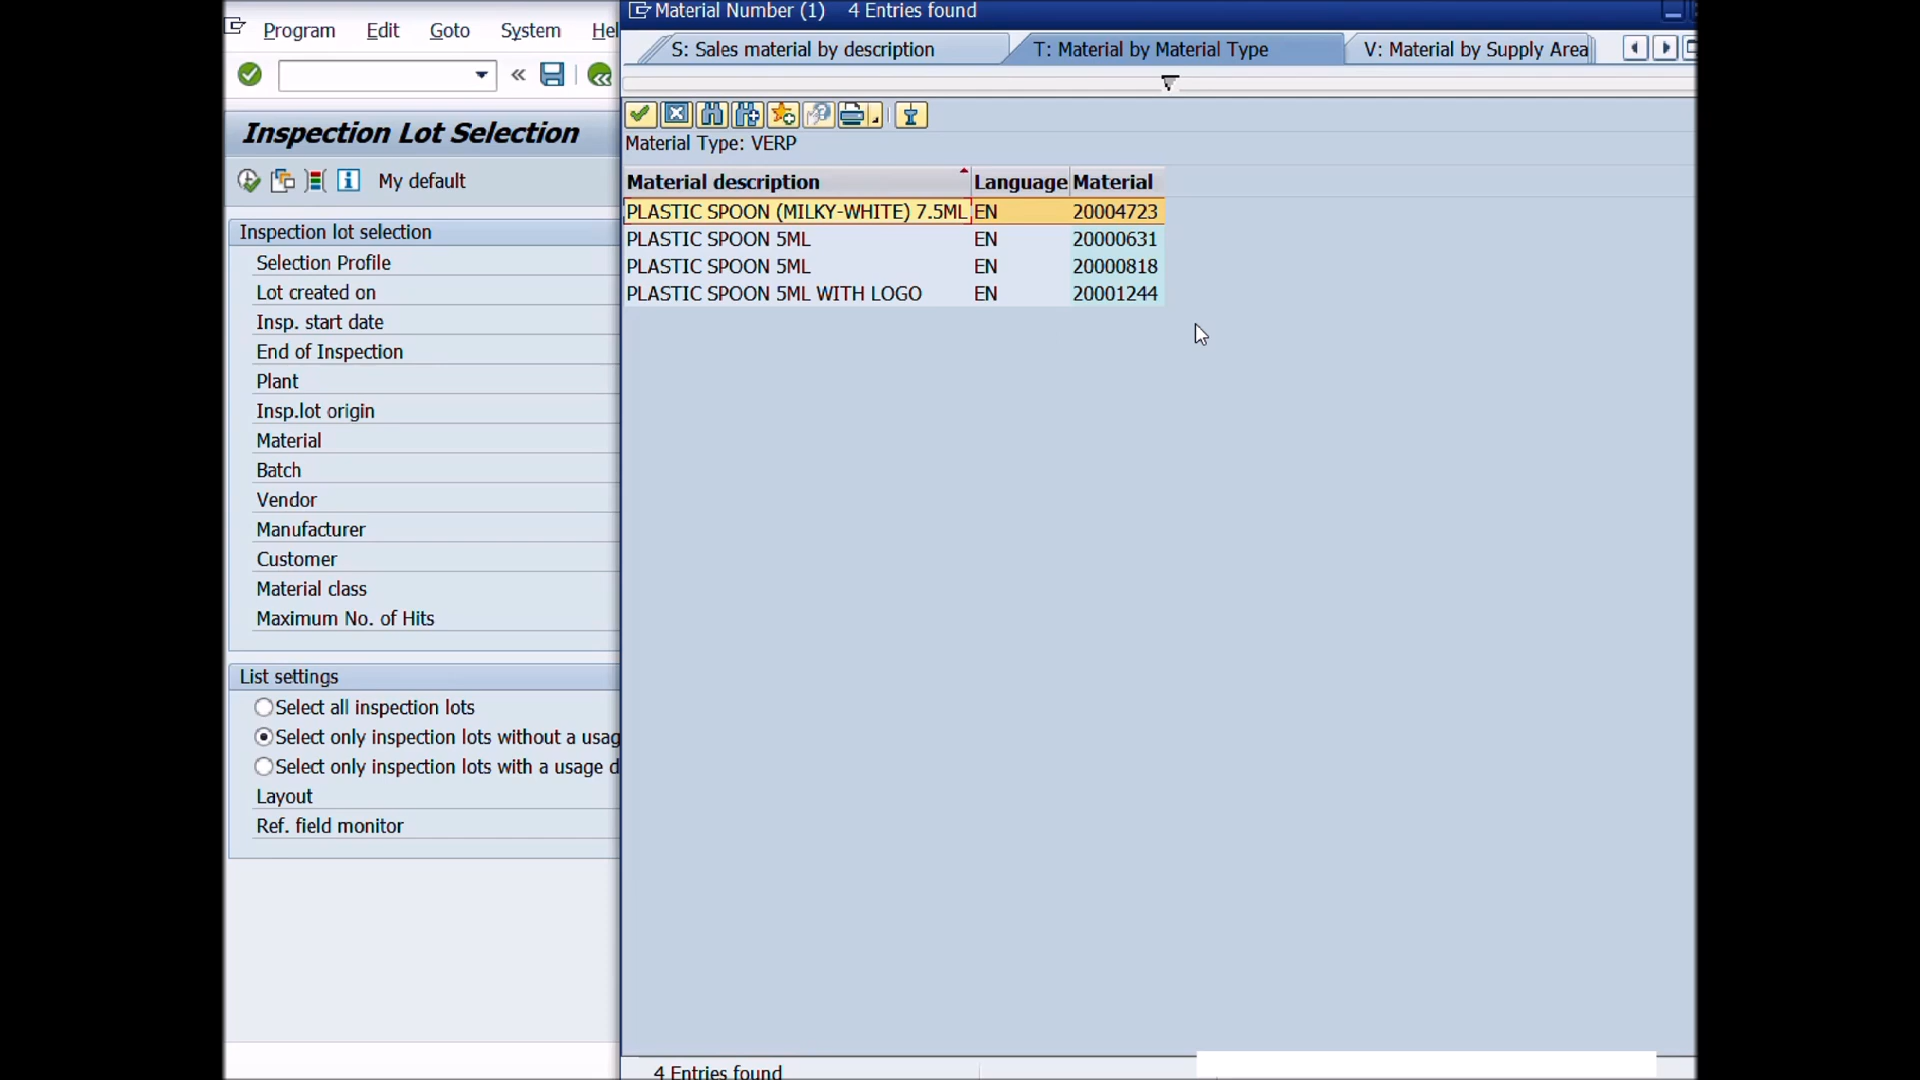 Program Edit Goto System Hel
Inspection Lot Selection
My default
Inspection lot selection
Selection Profile
Lot created on
Insp. start date
End of Inspection
Plant
Insp.lot origin
Material
Batch
Vendor
Manufacturer
Customer
Material class
Maximum No. of Hits
List settings
Select all inspection lots
Select only inspection lots without a usag
Select only inspection lots with a usage d
Layout
Ref. field monitor
Material Number (1) 4 Entries found
S: Sales material by description T: Material by Material Type V: Material by Supply Area
Material Type: VERP
Material description Language Material
PLASTIC SPOON (MILKY-WHITE) 7.5ML EN 20004723
PLASTIC SPOON 5ML EN 20000631
PLASTIC SPOON 5ML EN 20000818
PLASTIC SPOON 5ML WITH LOGO EN 20001244
4 Entries found